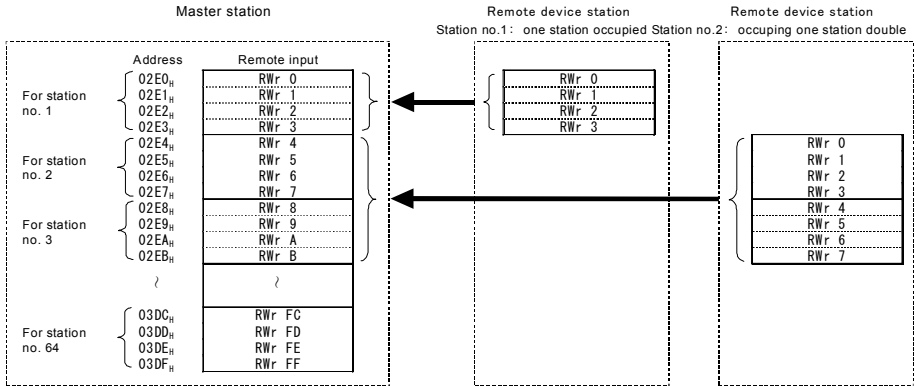 Master station
Remote device station
Station no.1: one station occupied
Remote device station
Station no.2: occuping one station double
Address Remote input
For station no. 1
02E0H RWr 0
02E1H RWr 1
02E2H RWr 2
02E3H RWr 3
For station no. 2
02E4H RWr 4
02E5H RWr 5
02E6H RWr 6
02E7H RWr 7
For station no. 3
02E8H RWr 8
02E9H RWr 9
02EAH RWr A
02EBH RWr B
~ ~
For station no. 64
03DCH RWr FC
03DDH RWr FD
03DEH RWr FE
03DFH RWr FF
RWr 0
RWr 1
RWr 2
RWr 3
RWr 0
RWr 1
RWr 2
RWr 3
RWr 4
RWr 5
RWr 6
RWr 7